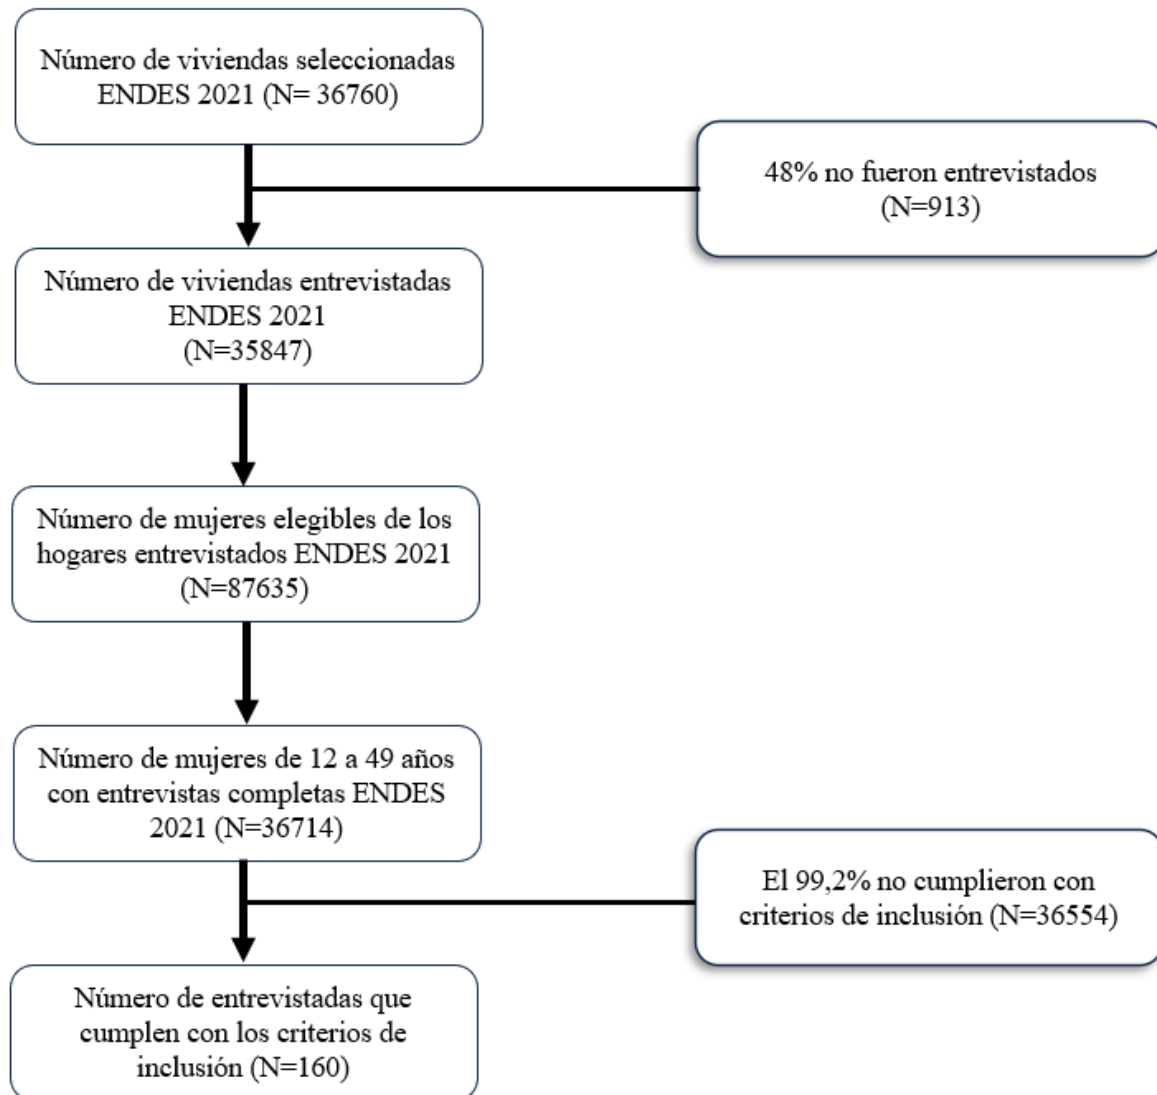 Número de viviendas seleccionadas
ENDES 2021 (N= 36760)
48% no fueron entrevistados
(N=913)
Número de viviendas entrevistadas
ENDES 2021
(N=35847)
Número de mujeres elegibles de los
hogares entrevistados ENDES 2021
(N=87635)
Número de mujeres de 12 a 49 años
con entrevistas completas ENDES
2021 (N=36714)
El 99,2% no cumplieron con
criterios de inclusión (N=36554)
Número de entrevistadas que
cumplen con los criterios de
inclusión (N=160)